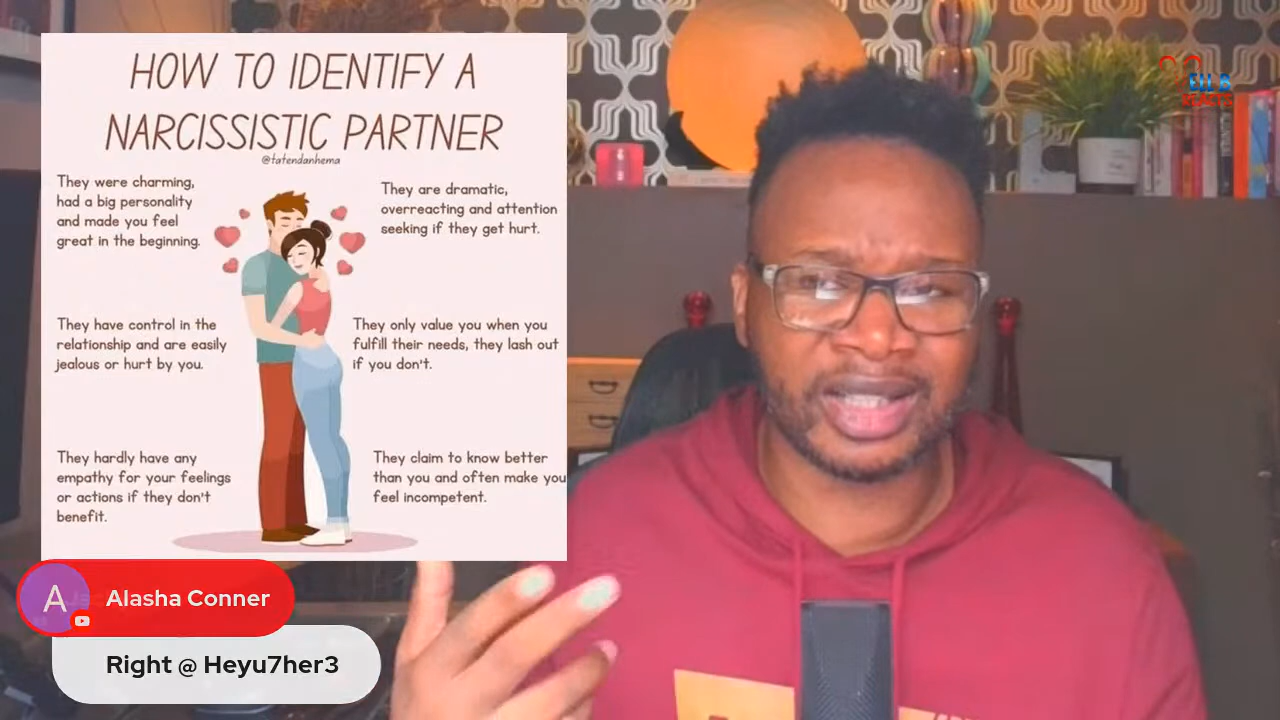 HOW TO IDENTIFY A
NARCISSISTIC PARTNER
@tafendanhema
They were charming,
had a big personality
and made you feel
great in the beginning.
They are dramatic,
overreacting and attention
seeking if they get hurt.
They have control in the
relationship and are easily
jealous or hurt by you.
They only value you when you
fulfill their needs, they lash out
if you don't.
They hardly have any
empathy for your feelings
or actions if they don't
benefit.
They claim to know better
than you and often make you
feel incompetent.
A
Alasha Conner
Right @ Heyu7her3
REACTS